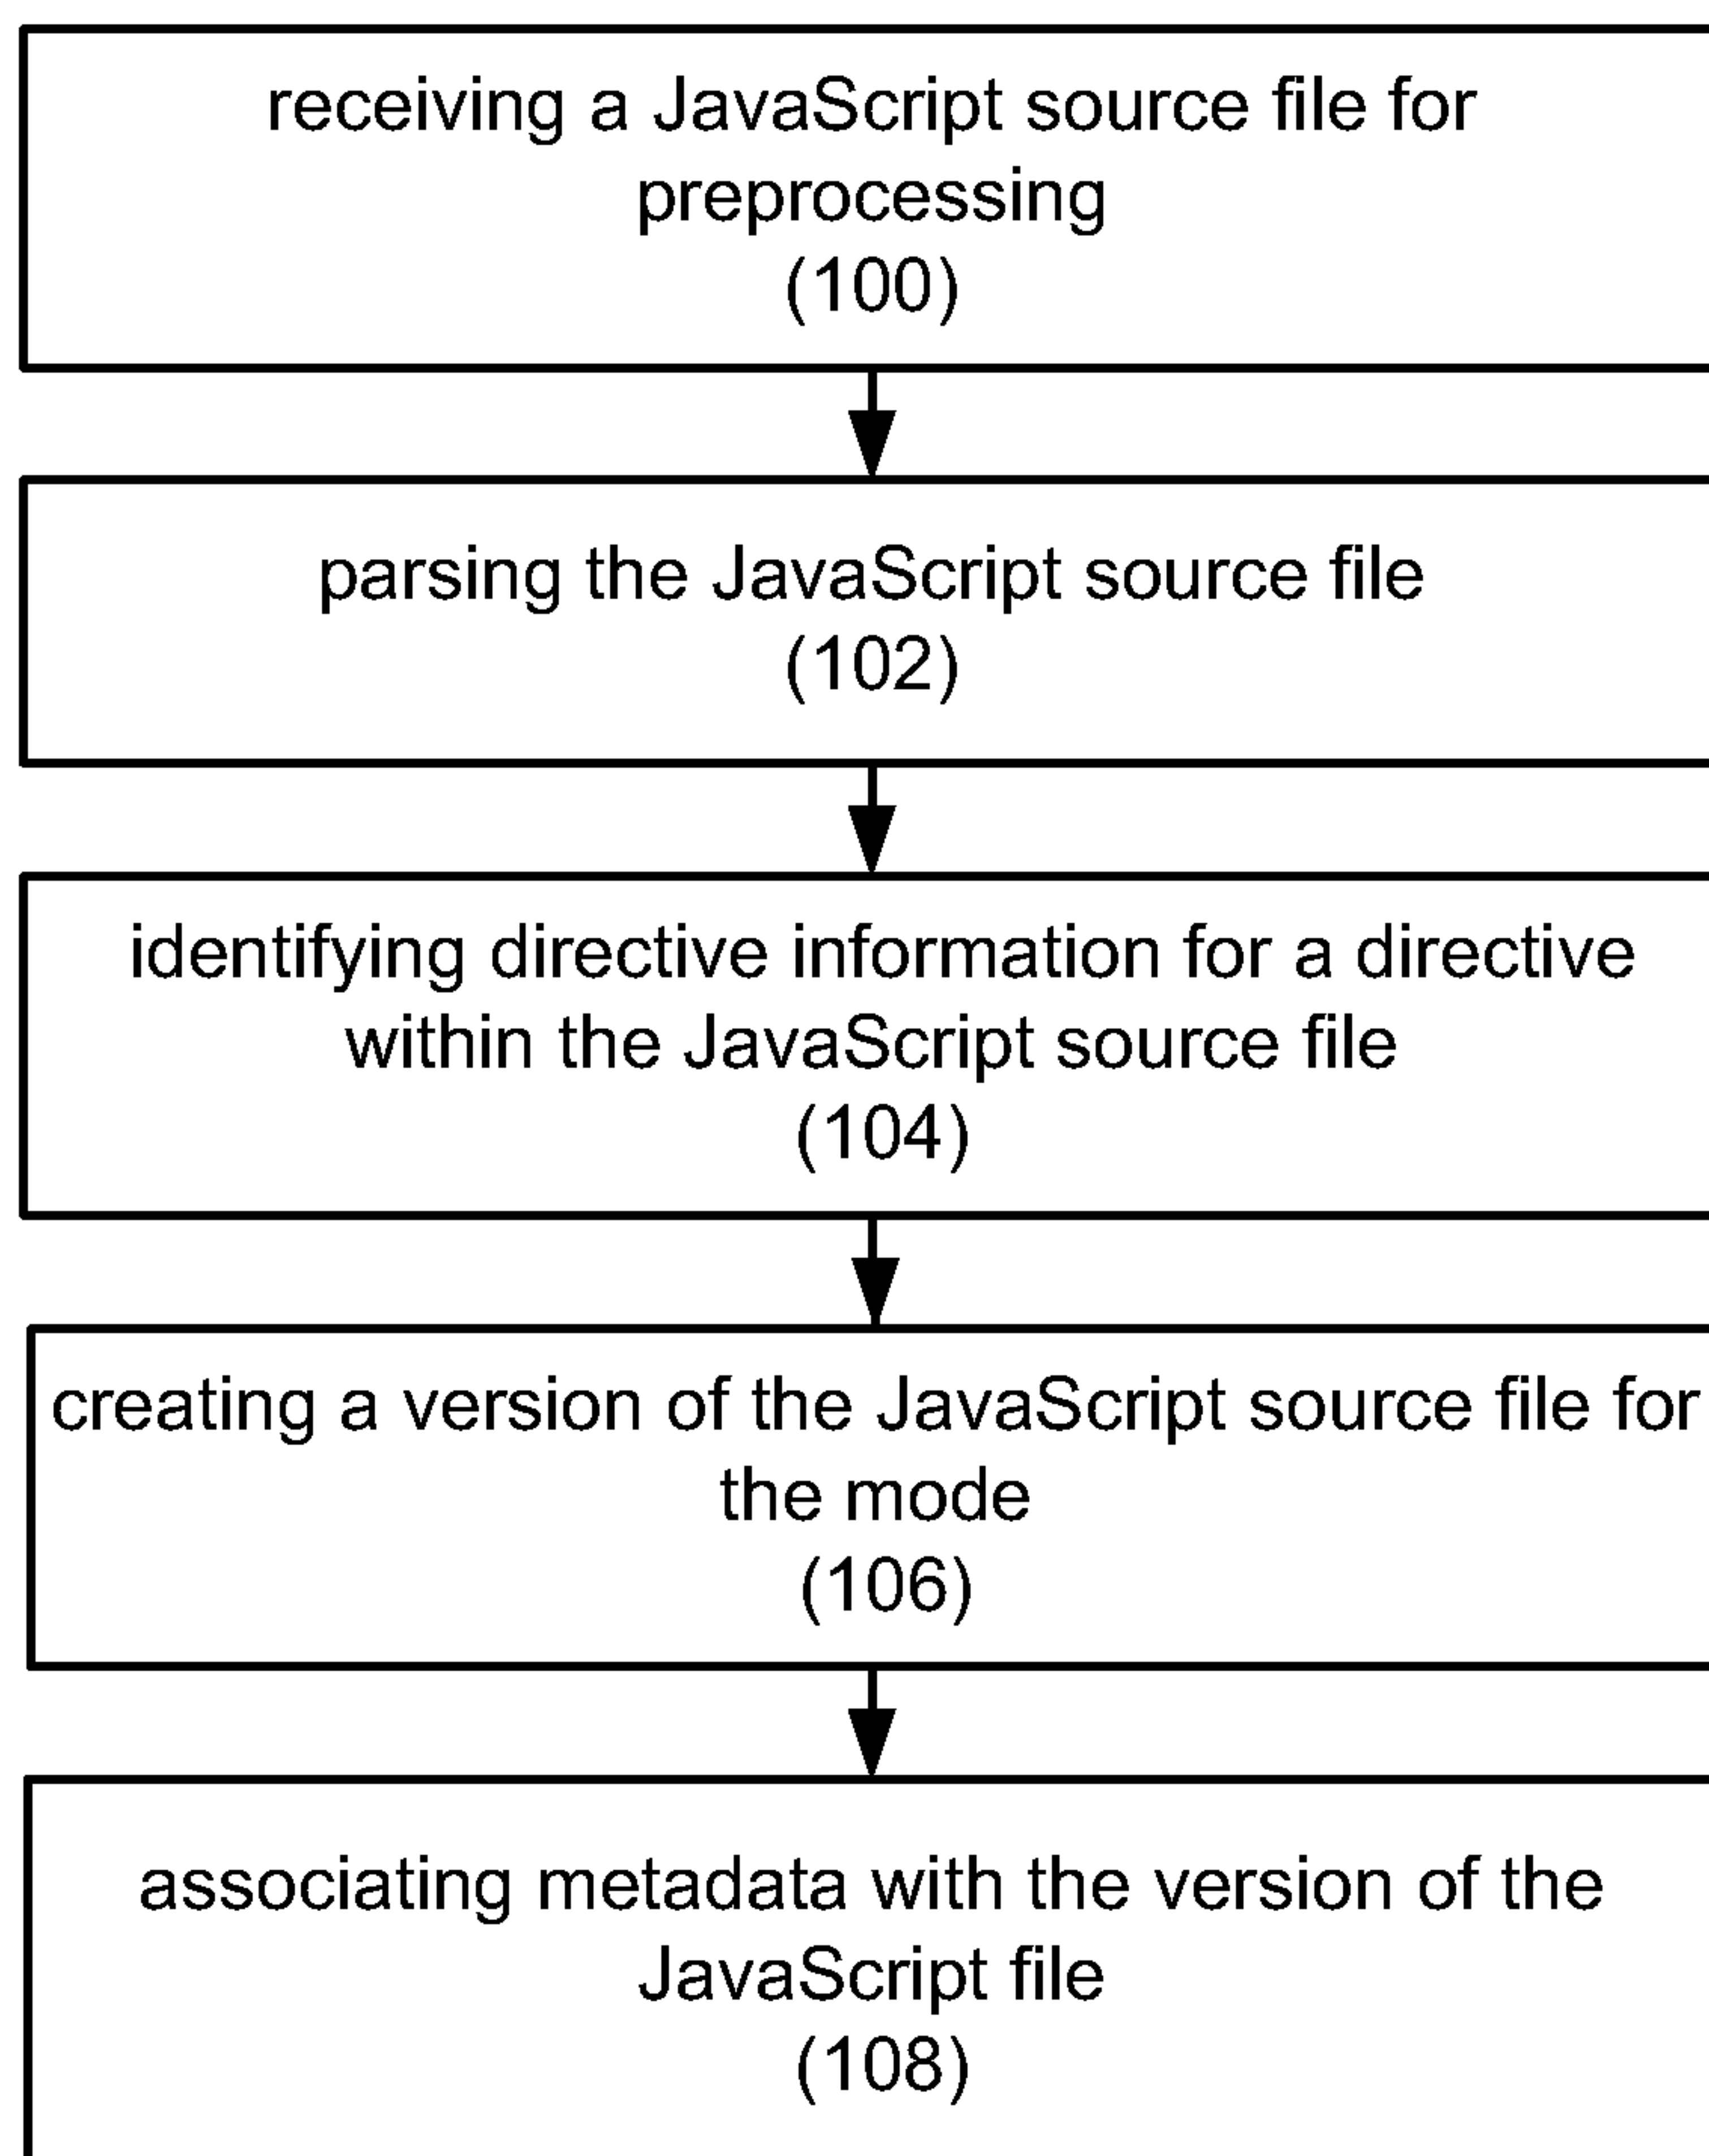 receiving a JavaScript source file for
preprocessing
(100)
parsing the JavaScript source file
(102)
identifying directive information for a directive
within the JavaScript source file
(104)
creating a version of the JavaScript source file for
the mode
(106)
associating metadata with the version of the
JavaScript file
(108)